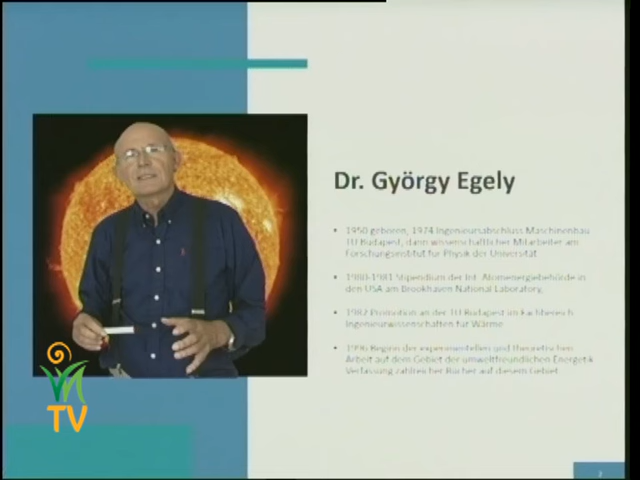 Dr. György Egely
• 1950 geboren, 1974 Ingenieursabschluss Maschinenbau
TU Budapest, dann wissenschaftlicher Mitarbeiter am
Forschungsinstitut für Physik der Universität
• 1980-1981 Stipendium der Int. Atomenergiebehörde in
den USA am Brookhaven National Laboratory.
• 1982 Promotion an der TU Budapest im Fachbereich
Ingenieurwissenschaften für Wärme
• 1996 Beginn der experimentellen und theoretischen
Arbeit auf dem Gebiet der umweltfreundlichen Energetik
Verfassung zahlreicher Bücher auf diesem Gebiet
TV